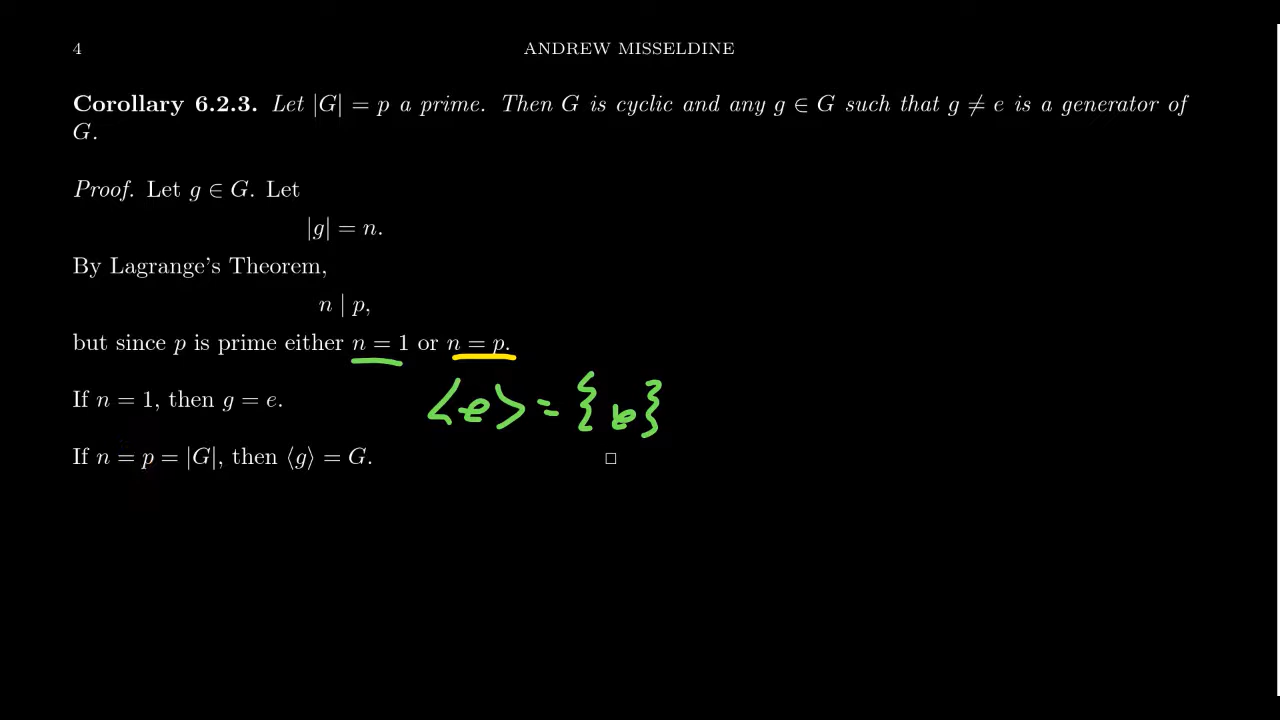 4 ANDREW MISSELDINE
Corollary 6.2.3. Let |G| = p a prime. Then G is cyclic and any g ∈ G such that g ≠ e is a generator of
G.
Proof. Let g ∈ G. Let
|g| = n.
By Lagrange's Theorem,
n | p,
but since p is prime either n = 1 or n = p.
If n = 1, then g = e.
⟨e⟩ = {e}
If n = p = |G|, then ⟨g⟩ = G. □